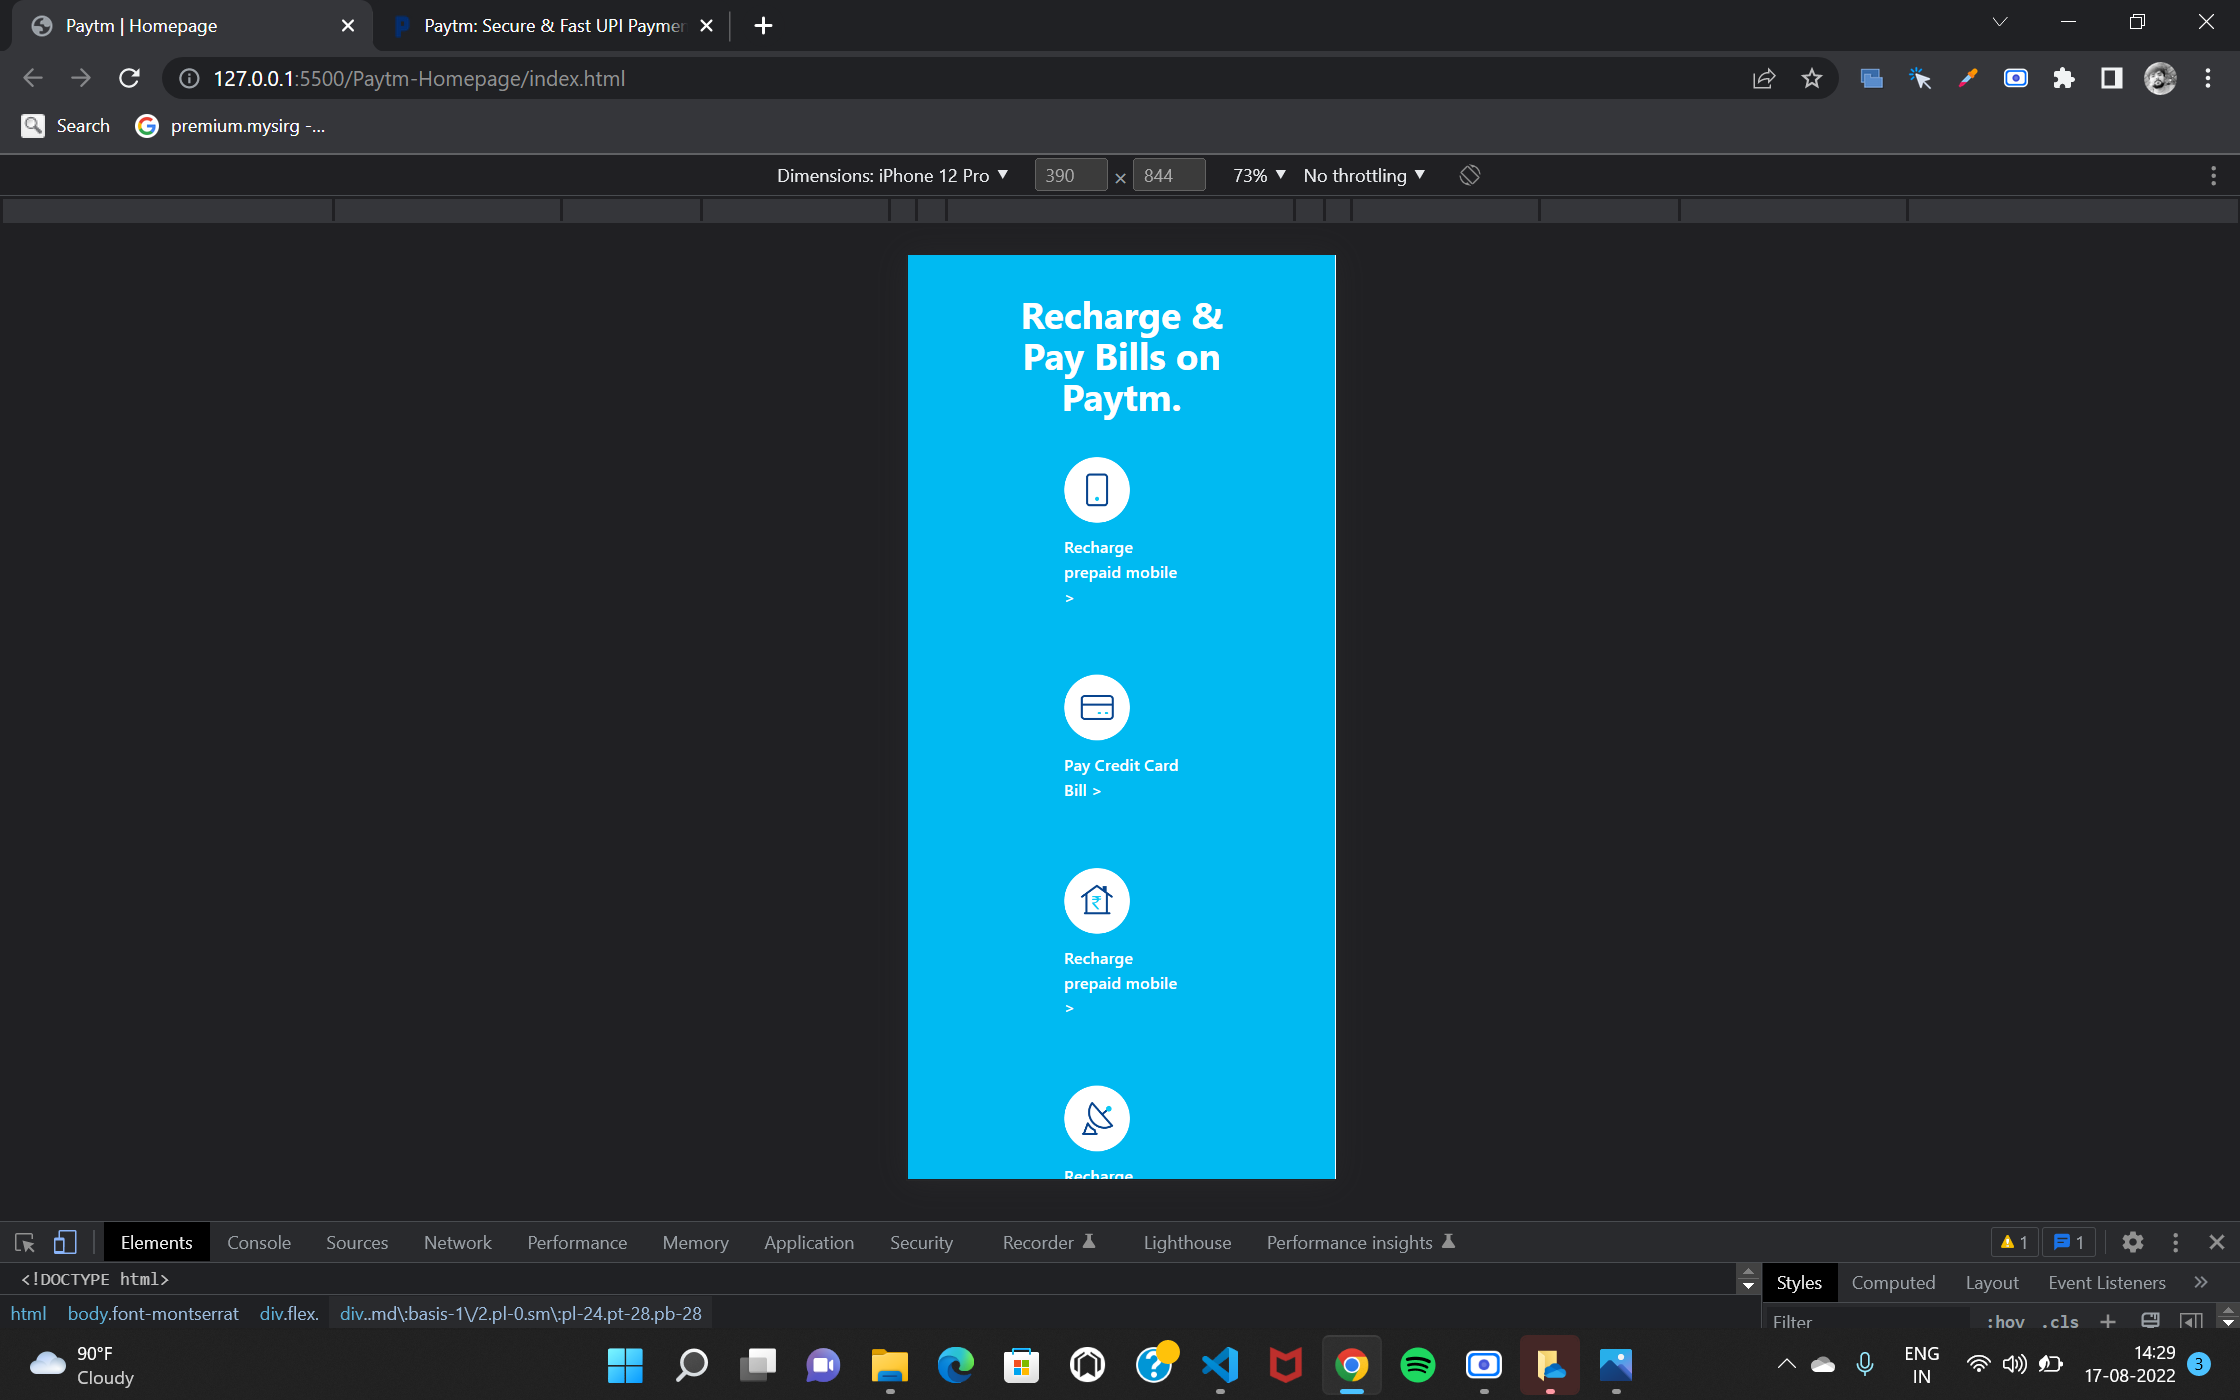 Paytm | Homepage
Paytm: Secure & Fast UPI Paymen
127.0.0.1:5500/Paytm-Homepage/index.html
Search
premium.mysirg -...
Dimensions: iPhone 12 Pro ▼ 390 × 844 73% ▼ No throttling ▼
Recharge &
Pay Bills on
Paytm.
Recharge
prepaid mobile
>
Pay Credit Card
Bill >
₹
Recharge
prepaid mobile
>
Recharge
Elements Console Sources Network Performance Memory Application Security Recorder Lighthouse Performance insights 1 1
<!DOCTYPE html>
Styles Computed Layout Event Listeners »
html body.font-montserrat div.flex. div..md\:basis-1\/2.pl-0.sm\:pl-24.pt-28.pb-28
Filter :hov .cls +
90°F
Cloudy
ENG
IN
14:29
17-08-2022
3